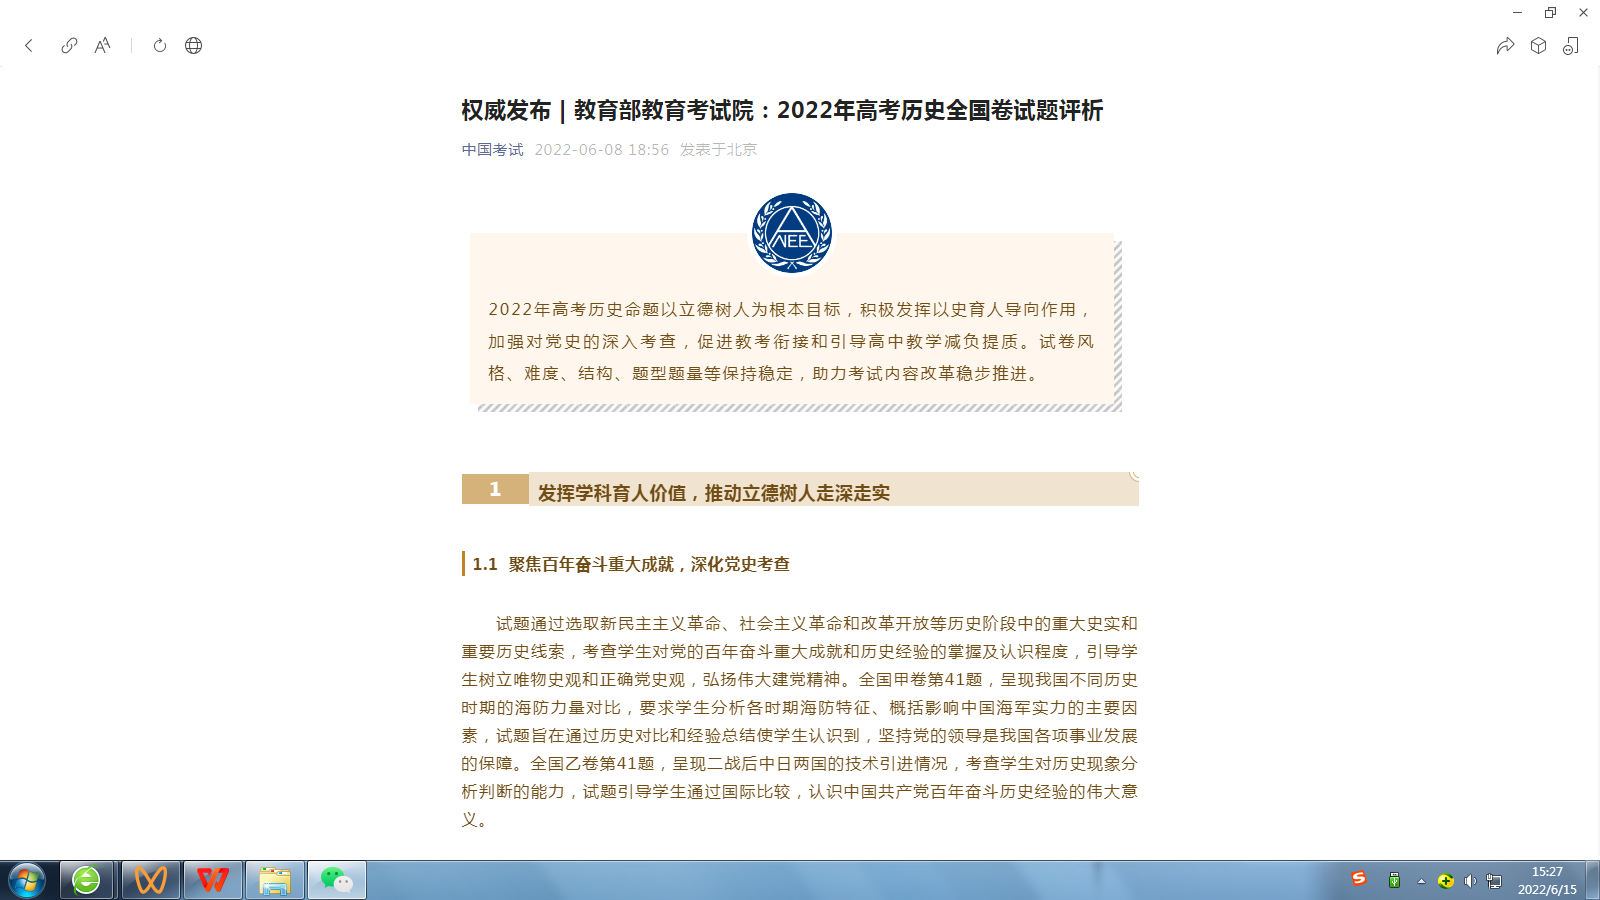 权威发布 | 教育部教育考试院：2022年高考历史全国卷试题评析
中国考试 2022-06-08 18:56 发表于北京
NEE
2022年高考历史命题以立德树人为根本目标，积极发挥以史育人导向作用，
加强对党史的深入考查，促进教考衔接和引导高中教学减负提质。试卷风
格、难度、结构、题型题量等保持稳定，助力考试内容改革稳步推进。
1 发挥学科育人价值，推动立德树人走深走实
1.1 聚焦百年奋斗重大成就，深化党史考查
试题通过选取新民主主义革命、社会主义革命和改革开放等历史阶段中的重大史实和
重要历史线索，考查学生对党的百年奋斗重大成就和历史经验的掌握及认识程度，引导学
生树立唯物史观和正确党史观，弘扬伟大建党精神。全国甲卷第41题，呈现我国不同历史
时期的海防力量对比，要求学生分析各时期海防特征、概括影响中国海军实力的主要因
素，试题旨在通过历史对比和经验总结使学生认识到，坚持党的领导是我国各项事业发展
的保障。全国乙卷第41题，呈现二战后中日两国的技术引进情况，考查学生对历史现象分
析判断的能力，试题引导学生通过国际比较，认识中国共产党百年奋斗历史经验的伟大意
义。
15:27
2022/6/15